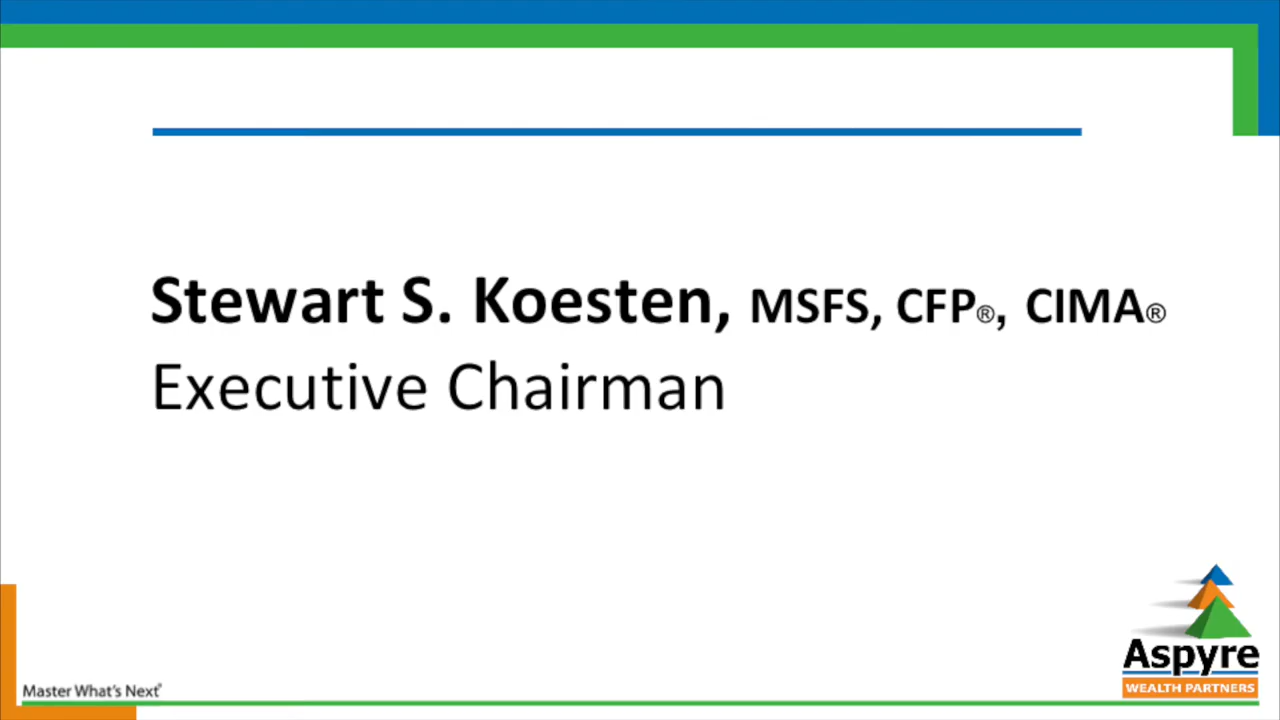 Stewart S. Koesten, MSFS, CFP®, CIMA®
Executive Chairman
Master What's Next®
Aspyre
WEALTH PARTNERS